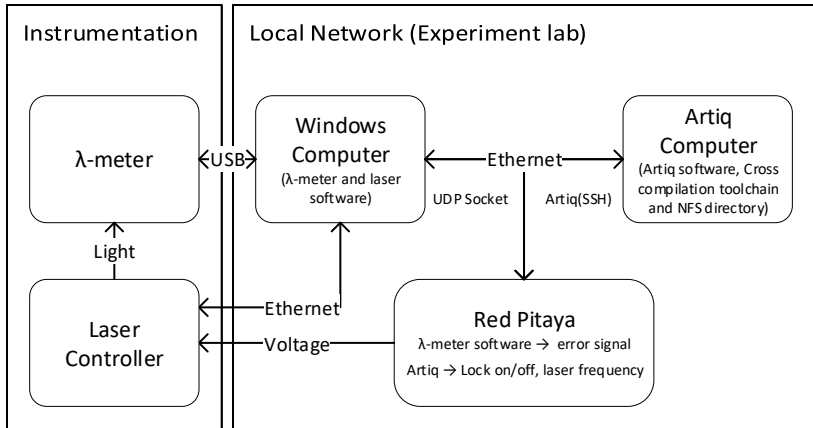 Instrumentation
Local Network (Experiment lab)
λ-meter
USB
Windows
Computer
(λ-meter and laser
software)
Ethernet
UDP Socket
Artiq(SSH)
Artiq
Computer
(Artiq software, Cross
compilation toolchain
and NFS directory)
Light
Laser
Controller
Ethernet
Voltage
Red Pitaya
λ-meter software → error signal
Artiq → Lock on/off, laser frequency